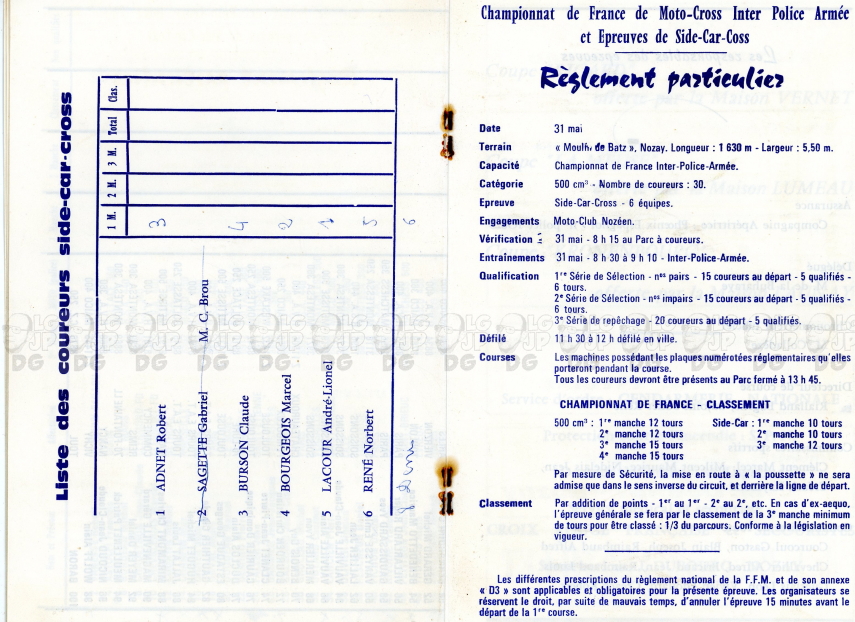 Liste des coureurs side-car-cross
1 M. 2 M. 3 M. Total Clas.
1 ADNET Robert 3
2 SAGETTE Gabriel M. C. Brou
3 BURSON Claude 4
4 BOURGEOIS Marcel 2
5 LACOUR André-Lionel 1
6 RENÉ Norbert 5
6
Championnat de France de Moto-Cross Inter Police Armée
et Epreuves de Side-Car-Coss
Règlement particulier
Date 31 mai
Terrain « Moulin de Batz », Nozay. Longueur : 1 630 m - Largeur : 5,50 m.
Capacité Championnat de France Inter-Police-Armée.
Catégorie 500 cm³ - Nombre de coureurs : 30.
Epreuve Side-Car-Cross - 6 équipes.
Engagements Moto-Club Nozéen.
Vérification : 31 mai - 8 h 15 au Parc à coureurs.
Entraînements 31 mai - 8 h 30 à 9 h 10 - Inter-Police-Armée.
Qualification 1re Série de Sélection - nos pairs - 15 coureurs au départ - 5 qualifiés -
6 tours.
2e Série de Sélection - nos impairs - 15 coureurs au départ - 5 qualifiés -
6 tours.
3e Série de repêchage - 20 coureurs au départ - 5 qualifiés.
Défilé 11 h 30 à 12 h défilé en ville.
Courses Les machines possédant les plaques numérotées réglementaires qu'elles
porteront pendant la course.
Tous les coureurs devront être présents au Parc fermé à 13 h 45.
CHAMPIONNAT DE FRANCE - CLASSEMENT
500 cm³ : 1re manche 12 tours Side-Car : 1re manche 10 tours
2e manche 12 tours 2e manche 10 tours
3e manche 15 tours 3e manche 12 tours
4e manche 15 tours
Par mesure de Sécurité, la mise en route à « la poussette » ne sera
admise que dans le sens inverse du circuit, et derrière la ligne de départ.
Classement Par addition de points - 1er au 1er - 2e au 2e, etc. En cas d'ex-aequo,
l'épreuve générale se fera par le classement de la 3e manche minimum
de tours pour être classé : 1/3 du parcours. Conforme à la législation en
vigueur.
Les différentes prescriptions du règlement national de la F.F.M. et de son annexe
« D3 » sont applicables et obligatoires pour la présente épreuve. Les organisateurs se
réservent le droit, par suite de mauvais temps, d'annuler l'épreuve 15 minutes avant le
départ de la 1re course.